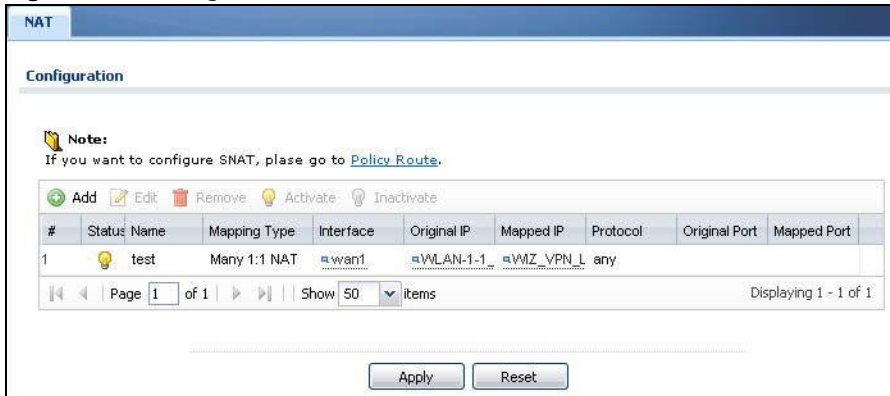 NAT
Configuration
Note:
If you want to configure SNAT, plase go to Policy Route.
Add Edit Remove Activate Inactivate
# Status Name Mapping Type Interface Original IP Mapped IP Protocol Original Port Mapped Port
1 test Many 1:1 NAT wan1 WLAN-1-1_ WIZ_VPN_L any
Page 1 of 1 Show 50 items Displaying 1 - 1 of 1
Apply Reset